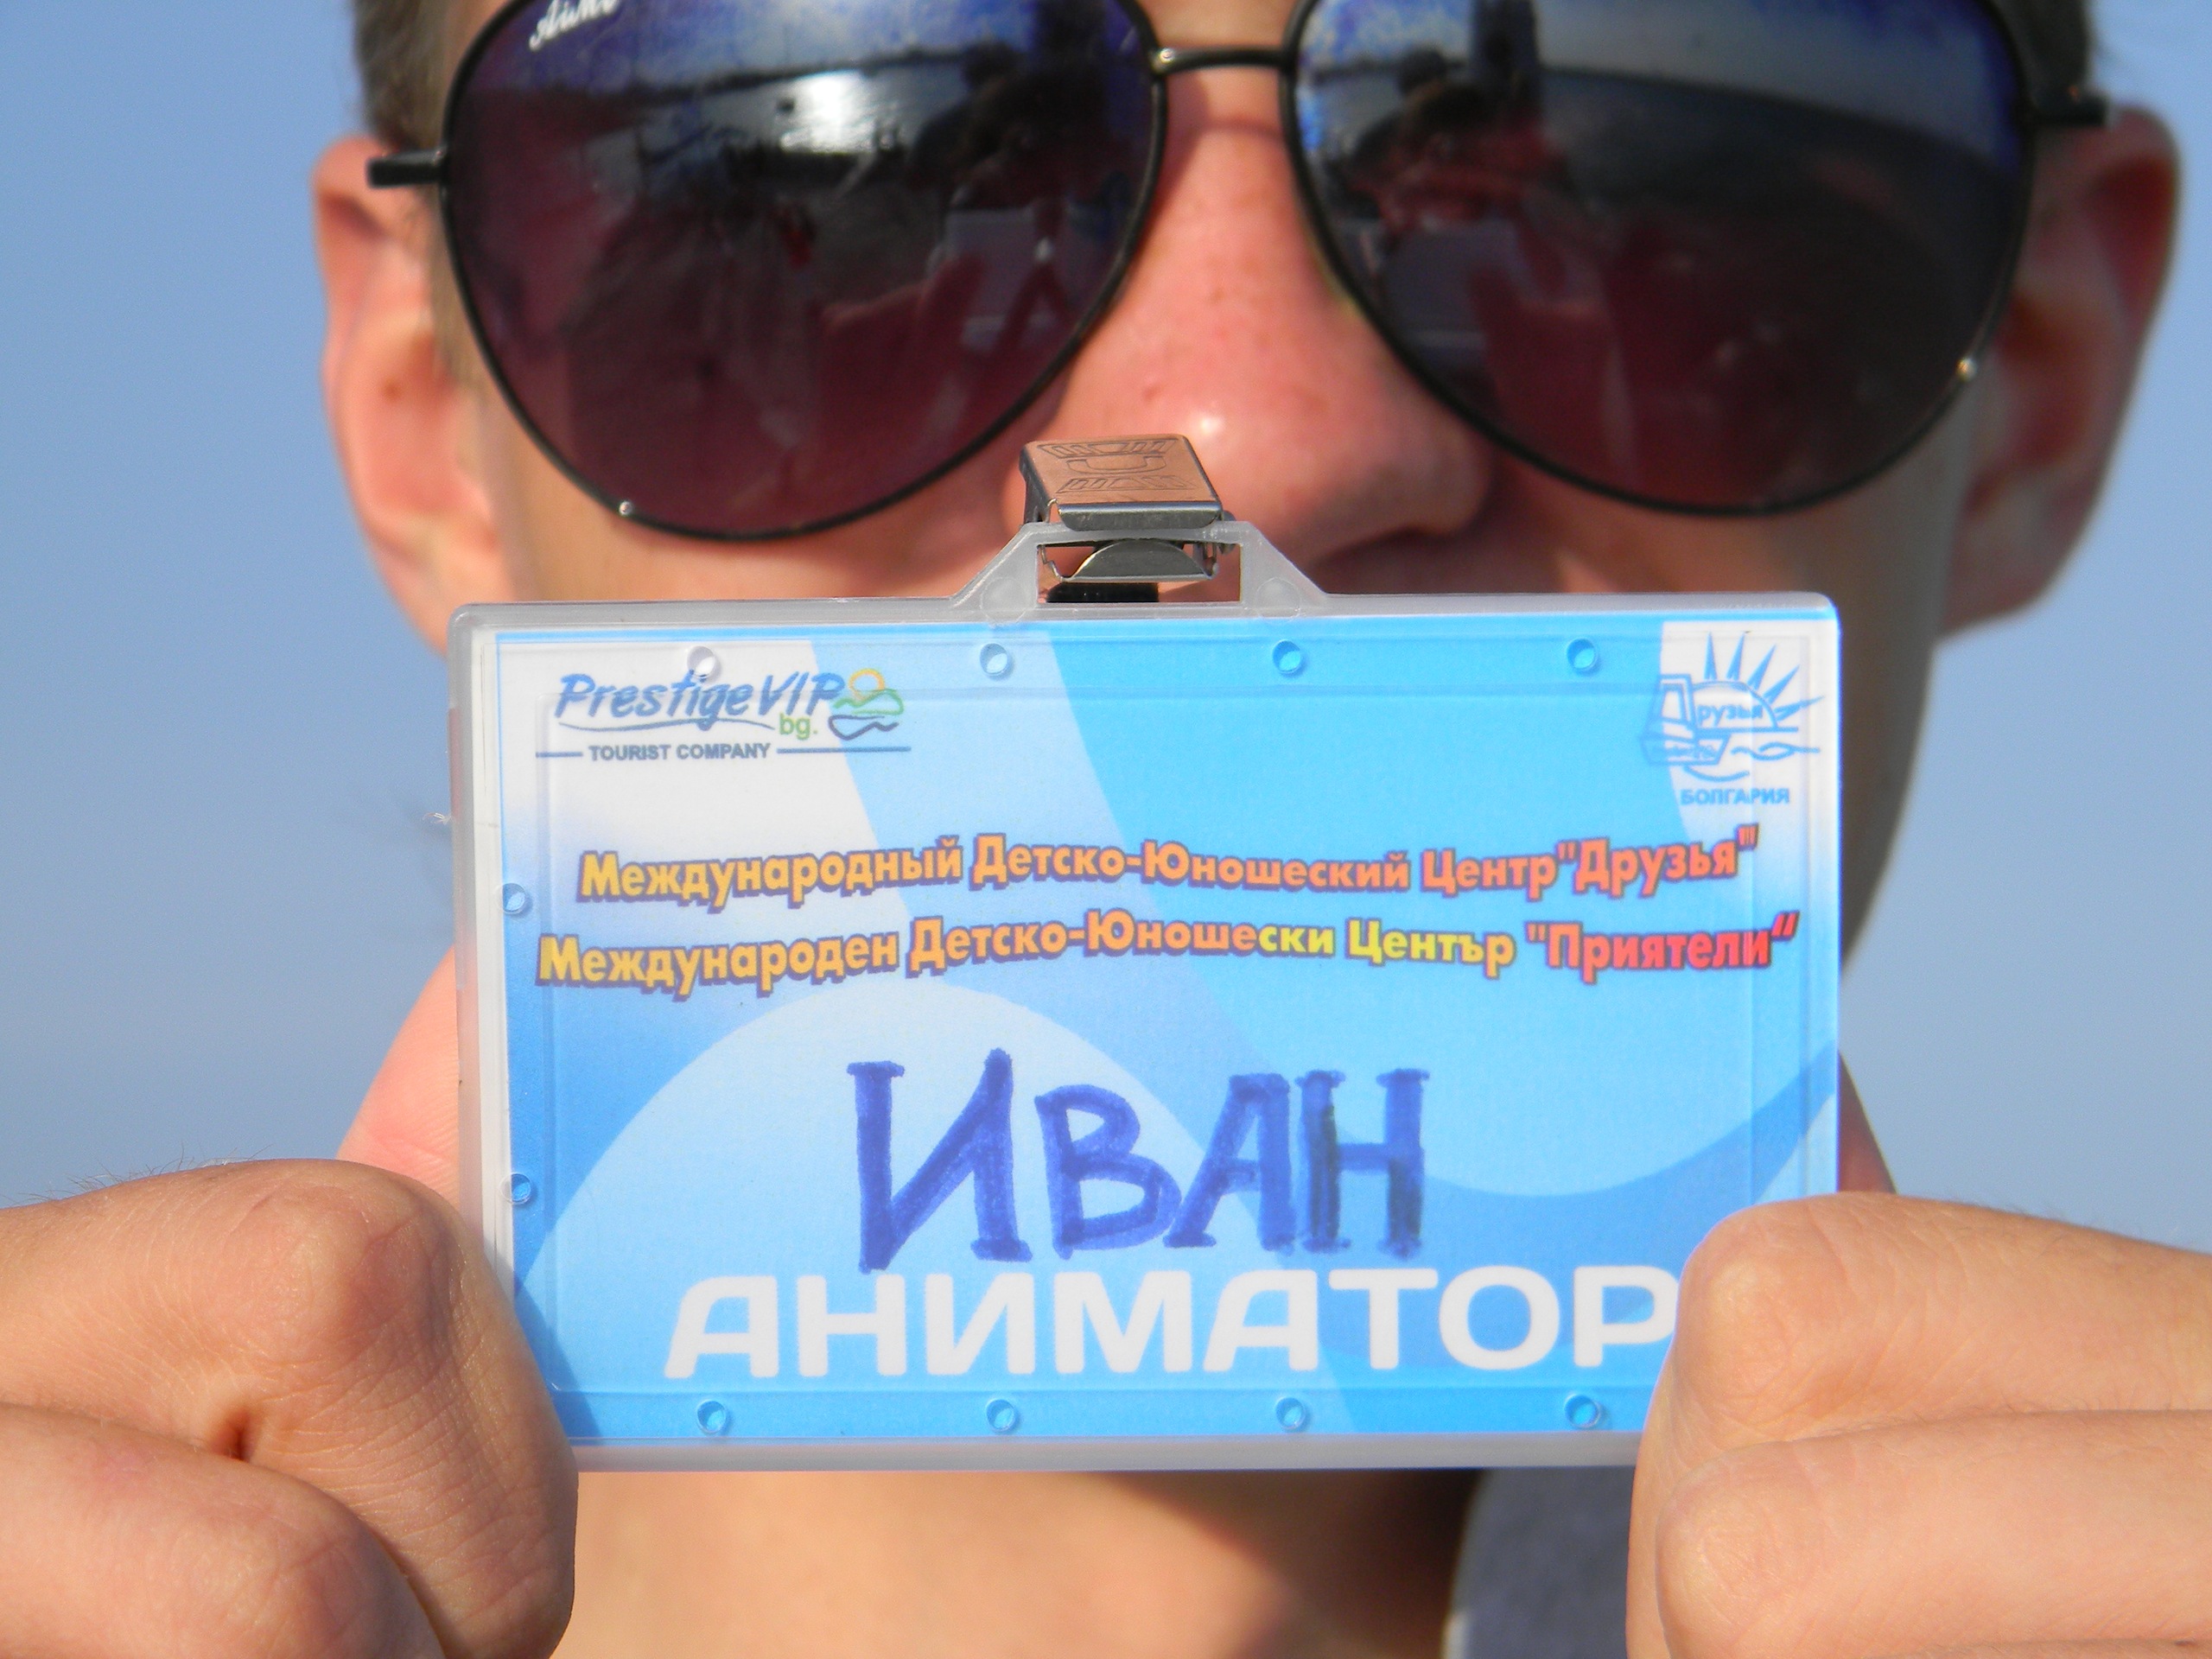 PrestigeVIP
bg.
TOURIST COMPANY
Друзья
БОЛГАРИЯ
Международный Детско-Юношеский Центр"Друзья"
Международен Детско-Юношески Център "Приятели“
ИВАН
АНИМАТОР